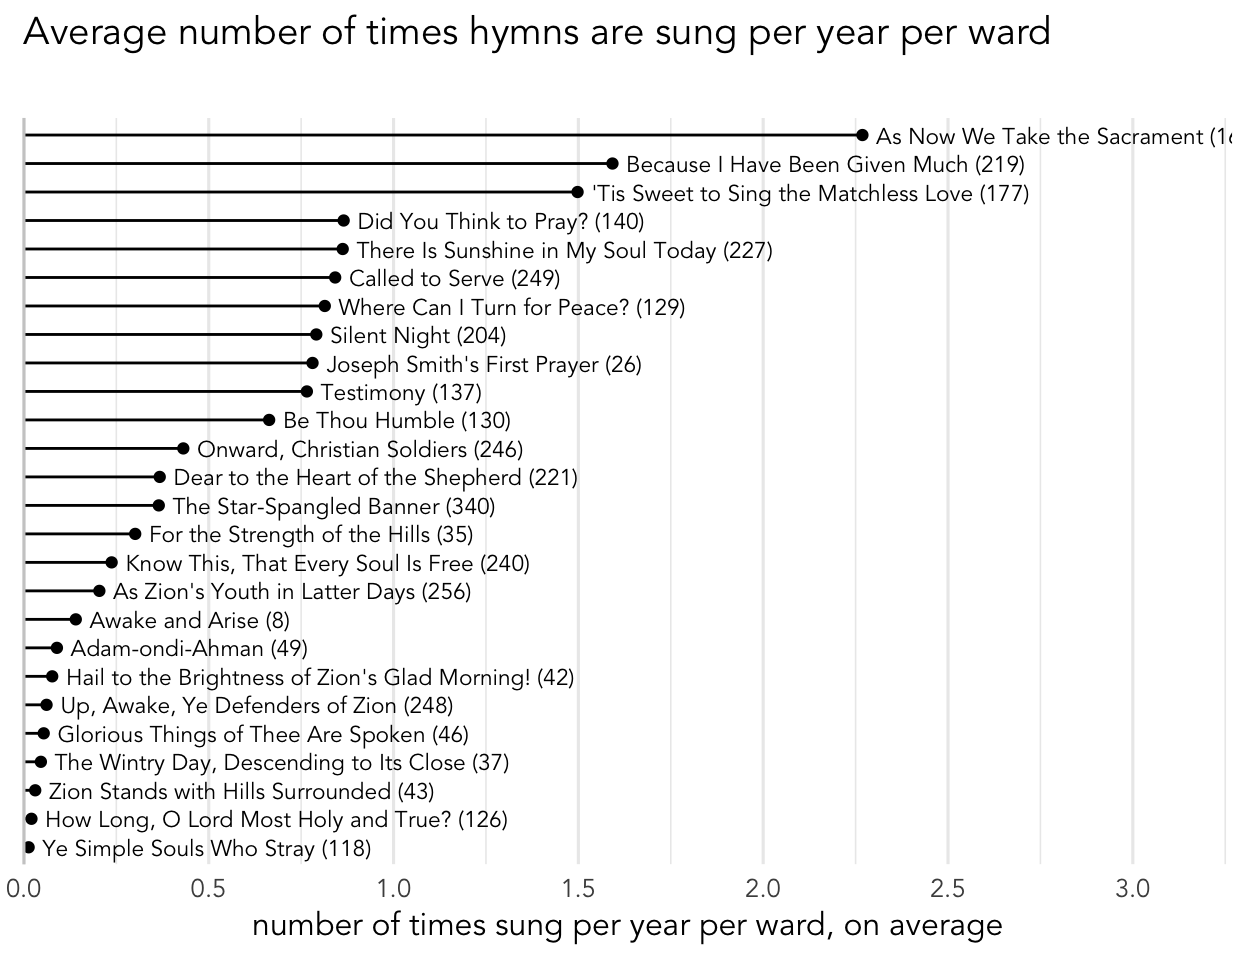 Average number of times hymns are sung per year per ward
As Now We Take the Sacrament (16
Because I Have Been Given Much (219)
'Tis Sweet to Sing the Matchless Love (177)
Did You Think to Pray? (140)
There Is Sunshine in My Soul Today (227)
Called to Serve (249)
Where Can I Turn for Peace? (129)
Silent Night (204)
Joseph Smith's First Prayer (26)
Testimony (137)
Be Thou Humble (130)
Onward, Christian Soldiers (246)
Dear to the Heart of the Shepherd (221)
The Star-Spangled Banner (340)
For the Strength of the Hills (35)
Know This, That Every Soul Is Free (240)
As Zion's Youth in Latter Days (256)
Awake and Arise (8)
Adam-ondi-Ahman (49)
Hail to the Brightness of Zion's Glad Morning! (42)
Up, Awake, Ye Defenders of Zion (248)
Glorious Things of Thee Are Spoken (46)
The Wintry Day, Descending to Its Close (37)
Zion Stands with Hills Surrounded (43)
How Long, O Lord Most Holy and True? (126)
Ye Simple Souls Who Stray (118)
0.0 0.5 1.0 1.5 2.0 2.5 3.0
number of times sung per year per ward, on average